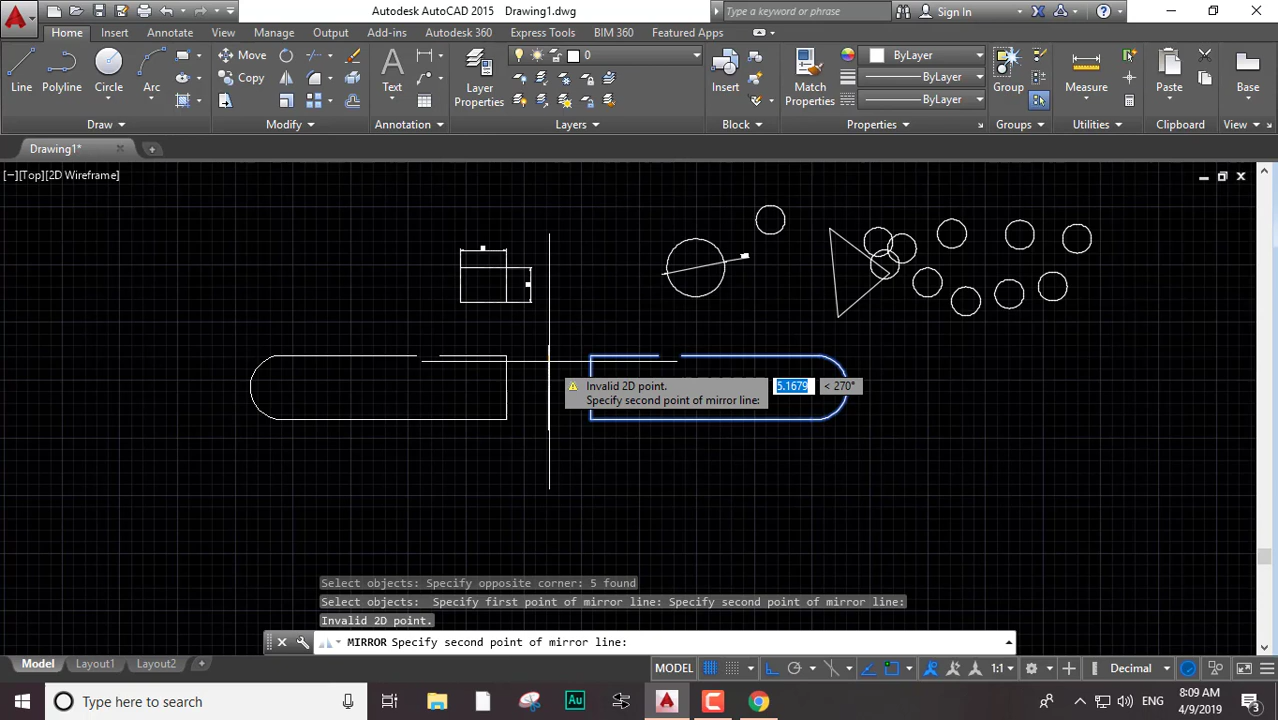 Autodesk AutoCAD 2015 Drawing1.dwg
Type a keyword or phrase
Sign In
Home Insert Annotate View Manage Output Add-ins Autodesk 360 Express Tools BIM 360 Featured Apps
Line Polyline Circle Arc
Move
Copy
Text
Layer Properties
0
Insert
Match Properties
ByLayer
ByLayer
ByLayer
Group
Measure
Paste
Base
Draw Modify Annotation Layers Block Properties Groups Utilities Clipboard View
Drawing1*
[−][Top][2D Wireframe]
Invalid 2D point.
Specify second point of mirror line:
5.1679
< 270°
Select objects: Specify opposite corner: 5 found
Select objects: Specify first point of mirror line: Specify second point of mirror line:
Invalid 2D point.
MIRROR Specify second point of mirror line:
Model Layout1 Layout2
MODEL
1:1
Decimal
Type here to search
Au
ENG
8:09 AM
4/9/2019
3